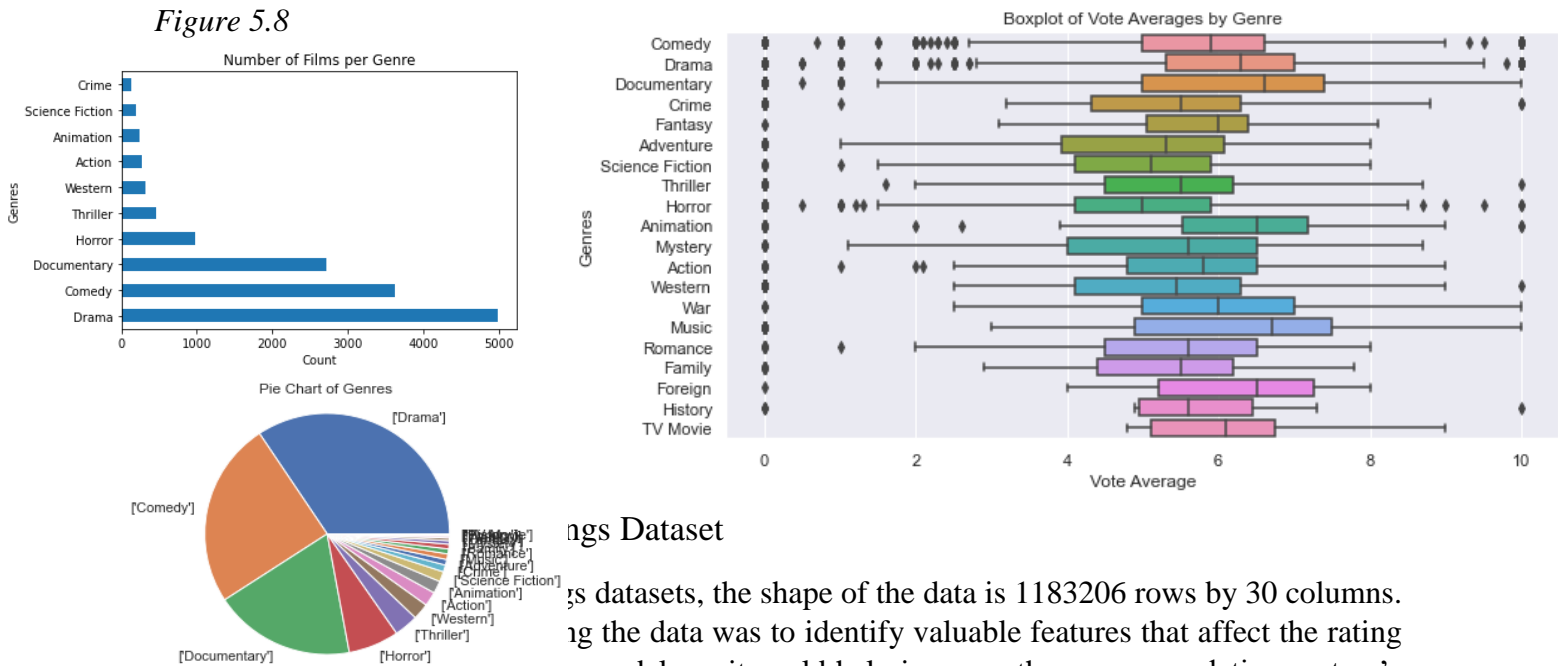 Figure 5.8
Number of Films per Genre
Genres
Crime
Science Fiction
Animation
Action
Western
Thriller
Horror
Documentary
Comedy
Drama
0 1000 2000 3000 4000 5000
Count
Boxplot of Vote Averages by Genre
Genres
Comedy
Drama
Documentary
Crime
Fantasy
Adventure
Science Fiction
Thriller
Horror
Animation
Mystery
Action
Western
War
Music
Romance
Family
Foreign
History
TV Movie
0 2 4 6 8 10
Vote Average
Pie Chart of Genres
['Drama']
['Comedy']
['Documentary']
['Horror']
['Thriller']
['Western']
['Action']
['Animation']
['Science Fiction']
['Crime']
['Adventure']
['Music']
['Romance']
ngs Dataset
gs datasets, the shape of the data is 1183206 rows by 30 columns.
ng the data was to identify valuable features that affect the rating